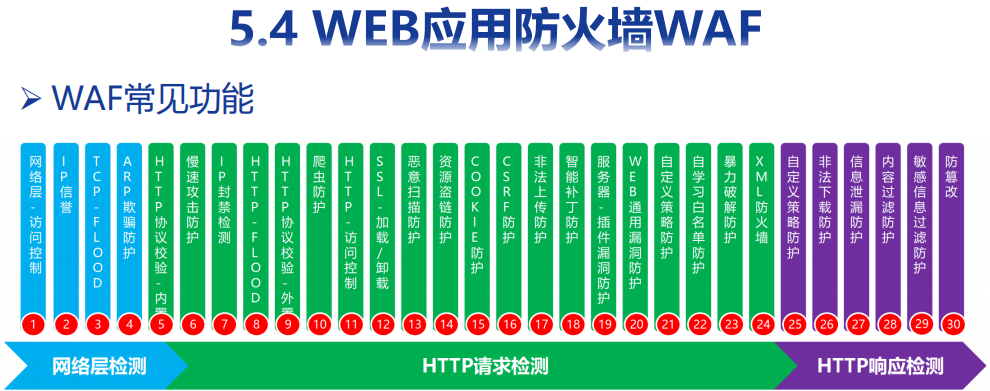 5.4 WEB应用防火墙WAF
WAF常见功能
网络层-访问控制
1
IP信誉
2
TCP-FLOOD
3
ARP欺骗防护
4
HTTP协议校验-内置
5
慢速攻击防护
6
IP封禁检测
7
HTTP-FLOOD
8
HTTP协议校验-外置
9
爬虫防护
10
HTTP-访问控制
11
SSL-加载/卸载
12
恶意扫描防护
13
资源盗链防护
14
COOKIE防护
15
CSRF防护
16
非法上传防护
17
智能补丁防护
18
服务器-插件漏洞防护
19
WEB通用漏洞防护
20
自定义策略防护
21
自学习白名单防护
22
暴力破解防护
23
XML防火墙
24
自定义策略防护
25
非法下载防护
26
信息泄漏防护
27
内容过滤防护
28
敏感信息过滤防护
29
防篡改
30
网络层检测
HTTP请求检测
HTTP响应检测